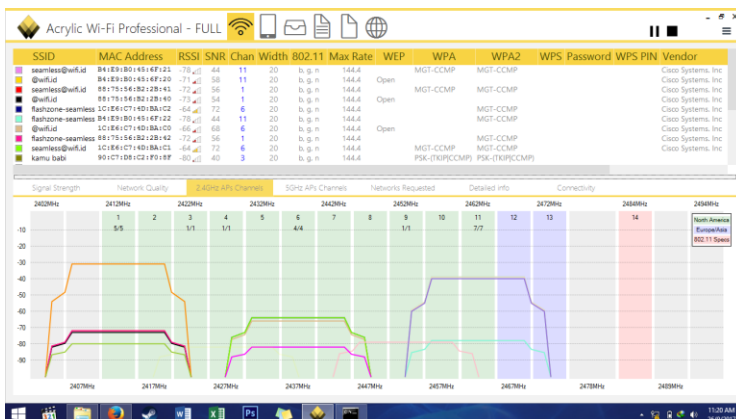 Acrylic Wi-Fi Professional - FULL
SSID MAC Address RSSI SNR Chan Width 802.11 Max Rate WEP WPA WPA2 WPS Password WPS PIN Vendor
seamless@wifi.id B4:E9:B0:45:6F:21 -78 44 11 20 b, g, n 144.4 MGT-CCMP MGT-CCMP Cisco Systems, Inc
@wifi.id B4:E9:B0:45:6F:20 -71 58 11 20 b, g, n 144.4 Open Cisco Systems, Inc
seamless@wifi.id 88:75:56:B2:2B:41 -72 56 1 20 b, g, n 144.4 MGT-CCMP MGT-CCMP Cisco Systems, Inc
@wifi.id 88:75:56:B2:2B:40 -73 54 1 20 b, g, n 144.4 Open Cisco Systems, Inc
flashzone-seamless 1C:E6:C7:4D:BA:C2 -64 72 6 20 b, g, n 144.4 MGT-CCMP Cisco Systems, Inc
flashzone-seamless B4:E9:B0:45:6F:22 -78 44 11 20 b, g, n 144.4 MGT-CCMP Cisco Systems, Inc
@wifi.id 1C:E6:C7:4D:BA:C0 -66 68 6 20 b, g, n 144.4 Open Cisco Systems, Inc
flashzone-seamless 88:75:56:B2:2B:42 -72 56 1 20 b, g, n 144.4 MGT-CCMP Cisco Systems, Inc
seamless@wifi.id 1C:E6:C7:4D:BA:C1 -64 72 6 20 b, g, n 144.4 MGT-CCMP MGT-CCMP Cisco Systems, Inc
kamu babi 90:C7:D8:C2:F0:8F -80 40 3 20 b, g, n 144.4 PSK-(TKIP|CCMP) PSK-(TKIP|CCMP)
Signal Strength Network Quality 2.4GHz APs Channels 5GHz APs Channels Networks Requested Detailed info Connectivity
2402MHz 2412MHz 2422MHz 2432MHz 2442MHz 2452MHz 2462MHz 2472MHz 2484MHz 2494MHz
1 2 3 4 5 6 7 8 9 10 11 12 13 14 North America
5/5 1/1 1/1 4/4 1/1 7/7 Europe/Asia
-10
802.11 Specs
-20
-30
-40
-50
-60
-70
-80
-90
2407MHz 2417MHz 2427MHz 2437MHz 2447MHz 2457MHz 2467MHz 2478MHz 2489MHz
11:20 AM